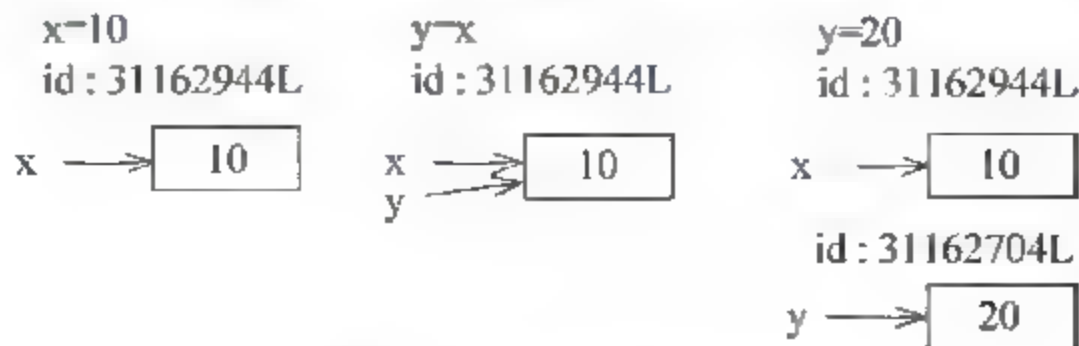 x=10
id : 31162944L
x
10
y=x
id : 31162944L
x
y
10
y=20
id : 31162944L
x
10
id : 31162704L
y
20